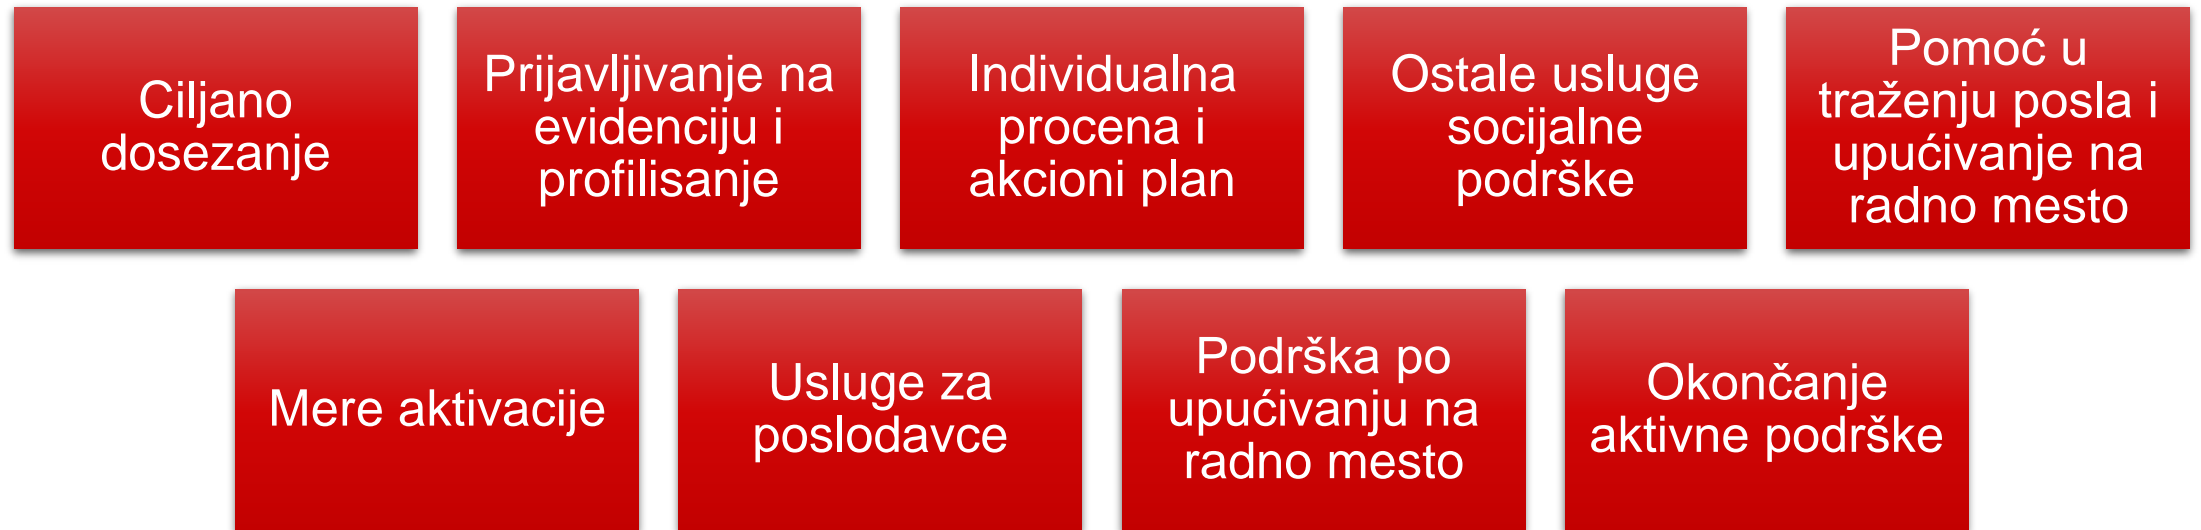 Ciljano
dosezanje
Prijavljivanje na
evidenciju i
profilisanje
Individualna
procena i
akcioni plan
Ostale usluge
socijalne
podrške
Pomoć u
traženju posla i
upućivanje na
radno mesto
Mere aktivacije
Usluge za
poslodavce
Podrška po
upućivanju na
radno mesto
Okončanje
aktivne podrške